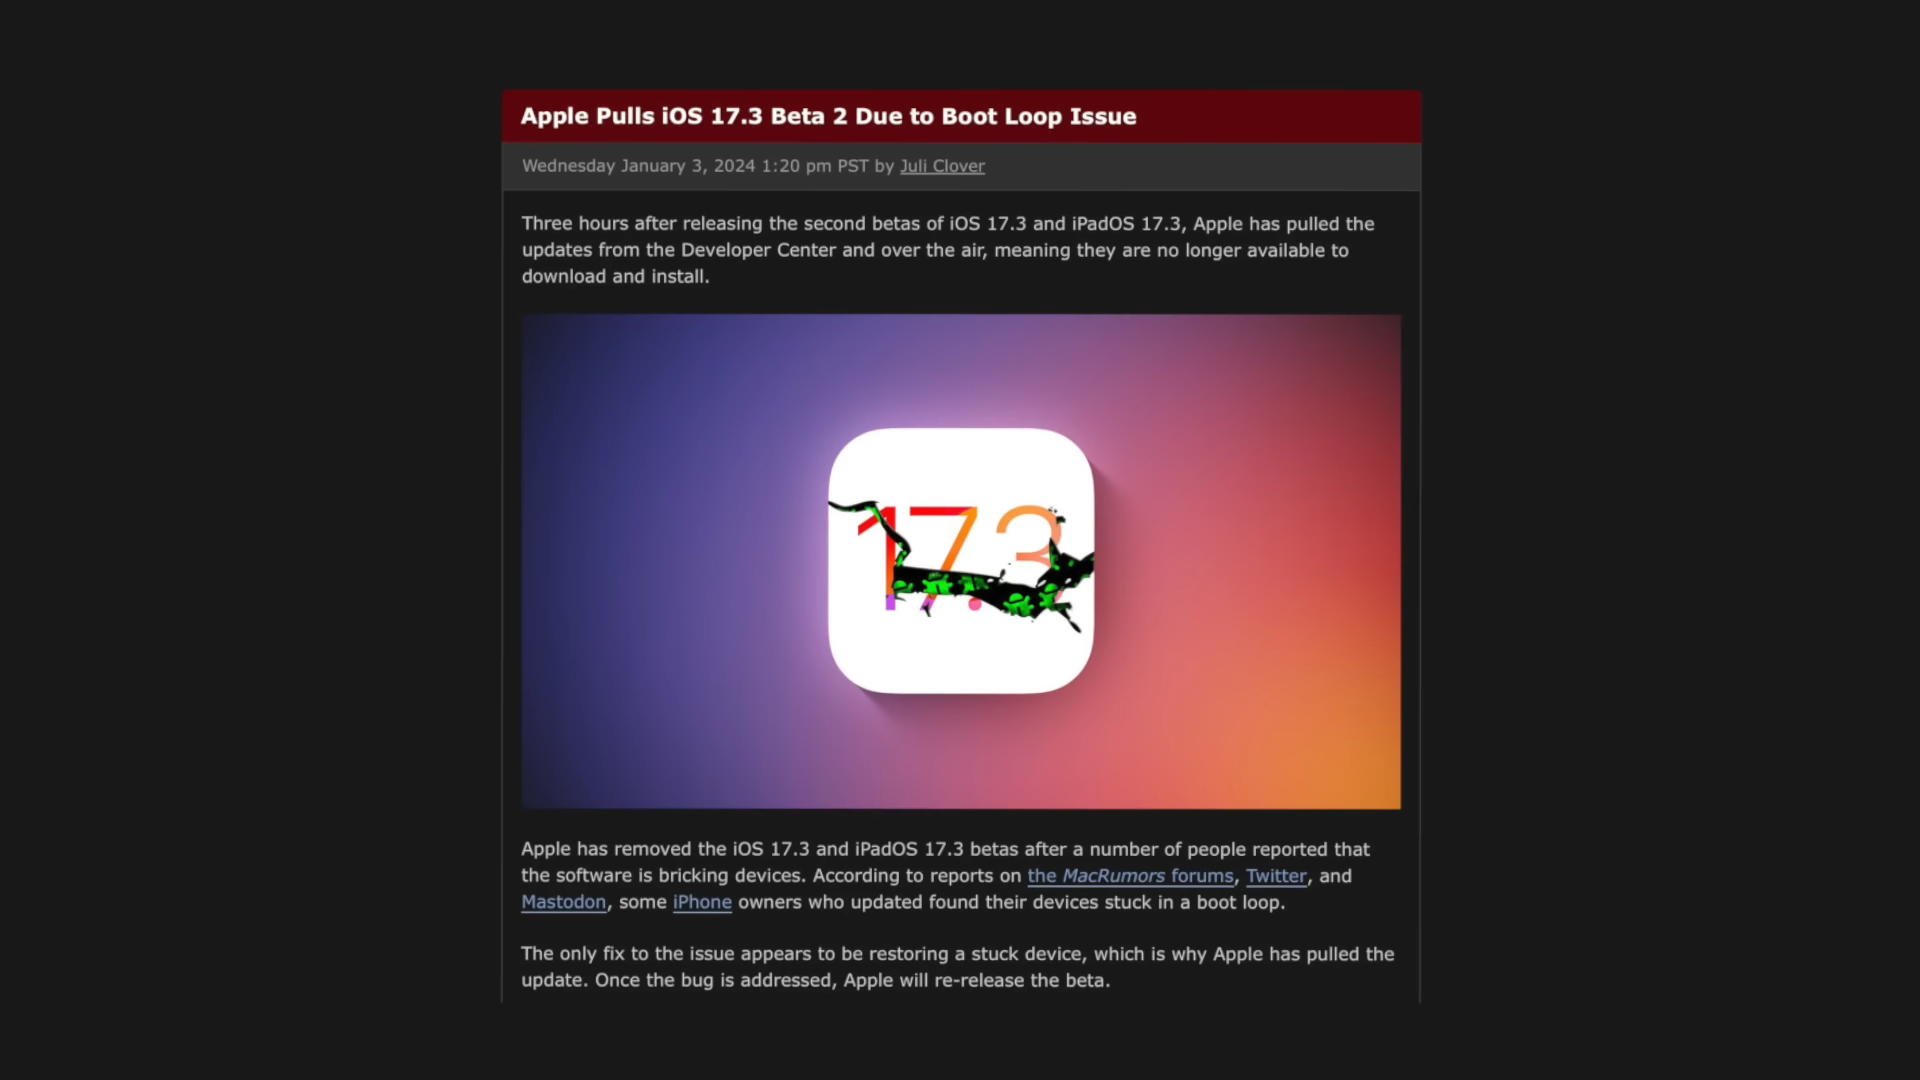 Apple Pulls iOS 17.3 Beta 2 Due to Boot Loop Issue
Wednesday January 3, 2024 1:20 pm PST by Juli Clover
Three hours after releasing the second betas of iOS 17.3 and iPadOS 17.3, Apple has pulled the
updates from the Developer Center and over the air, meaning they are no longer available to
download and install.
17.3
Apple has removed the iOS 17.3 and iPadOS 17.3 betas after a number of people reported that
the software is bricking devices. According to reports on the MacRumors forums, Twitter, and
Mastodon, some iPhone owners who updated found their devices stuck in a boot loop.
The only fix to the issue appears to be restoring a stuck device, which is why Apple has pulled the
update. Once the bug is addressed, Apple will re-release the beta.